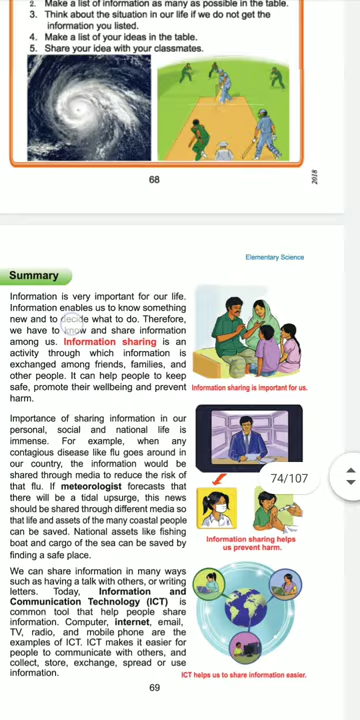 2. Make a list of information as many as possible in the table.
3. Think about the situation in our life if we do not get the
information you listed.
4. Make a list of your ideas in the table.
5. Share your idea with your classmates.
68
2018
Elementary Science
Summary
Information is very important for our life.
Information enables us to know something
new and to decide what to do. Therefore,
we have to know and share information
among us. Information sharing is an
activity through which information is
exchanged among friends, families, and
other people. It can help people to keep
safe, promote their wellbeing and prevent
harm.
Information sharing is important for us.
Importance of sharing information in our
personal, social and national life is
immense. For example, when any
contagious disease like flu goes around in
our country, the information would be
shared through media to reduce the risk of
that flu. If meteorologist forecasts that
there will be a tidal upsurge, this news
should be shared through different media so
that life and assets of the many coastal people
can be saved. National assets like fishing
boat and cargo of the sea can be saved by
finding a safe place.
74/107
Information sharing helps
us prevent harm.
We can share information in many ways
such as having a talk with others, or writing
letters. Today, Information and
Communication Technology (ICT) is
common tool that help people share
information. Computer, internet, email,
TV, radio, and mobile phone are the
examples of ICT. ICT makes it easier for
people to communicate with others, and
collect, store, exchange, spread or use
information.
ICT helps us to share information easier.
69